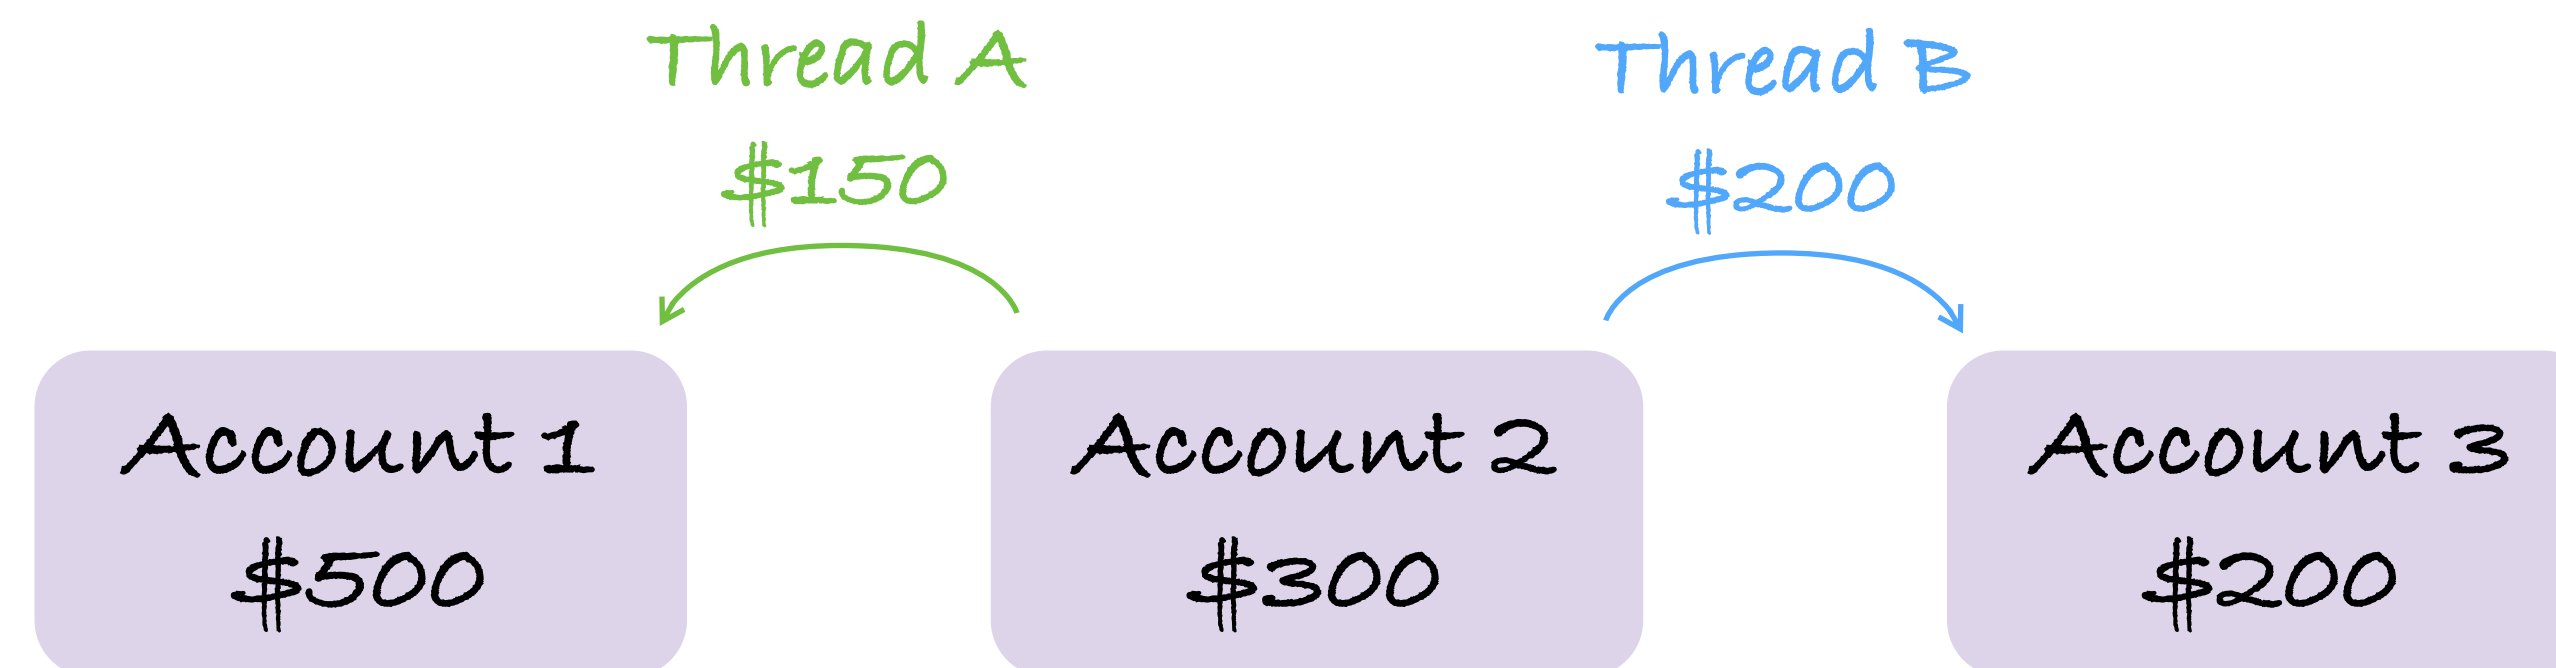 Thread A
$150
Thread B
$200
Account 1
$500
Account 2
$300
Account 3
$200